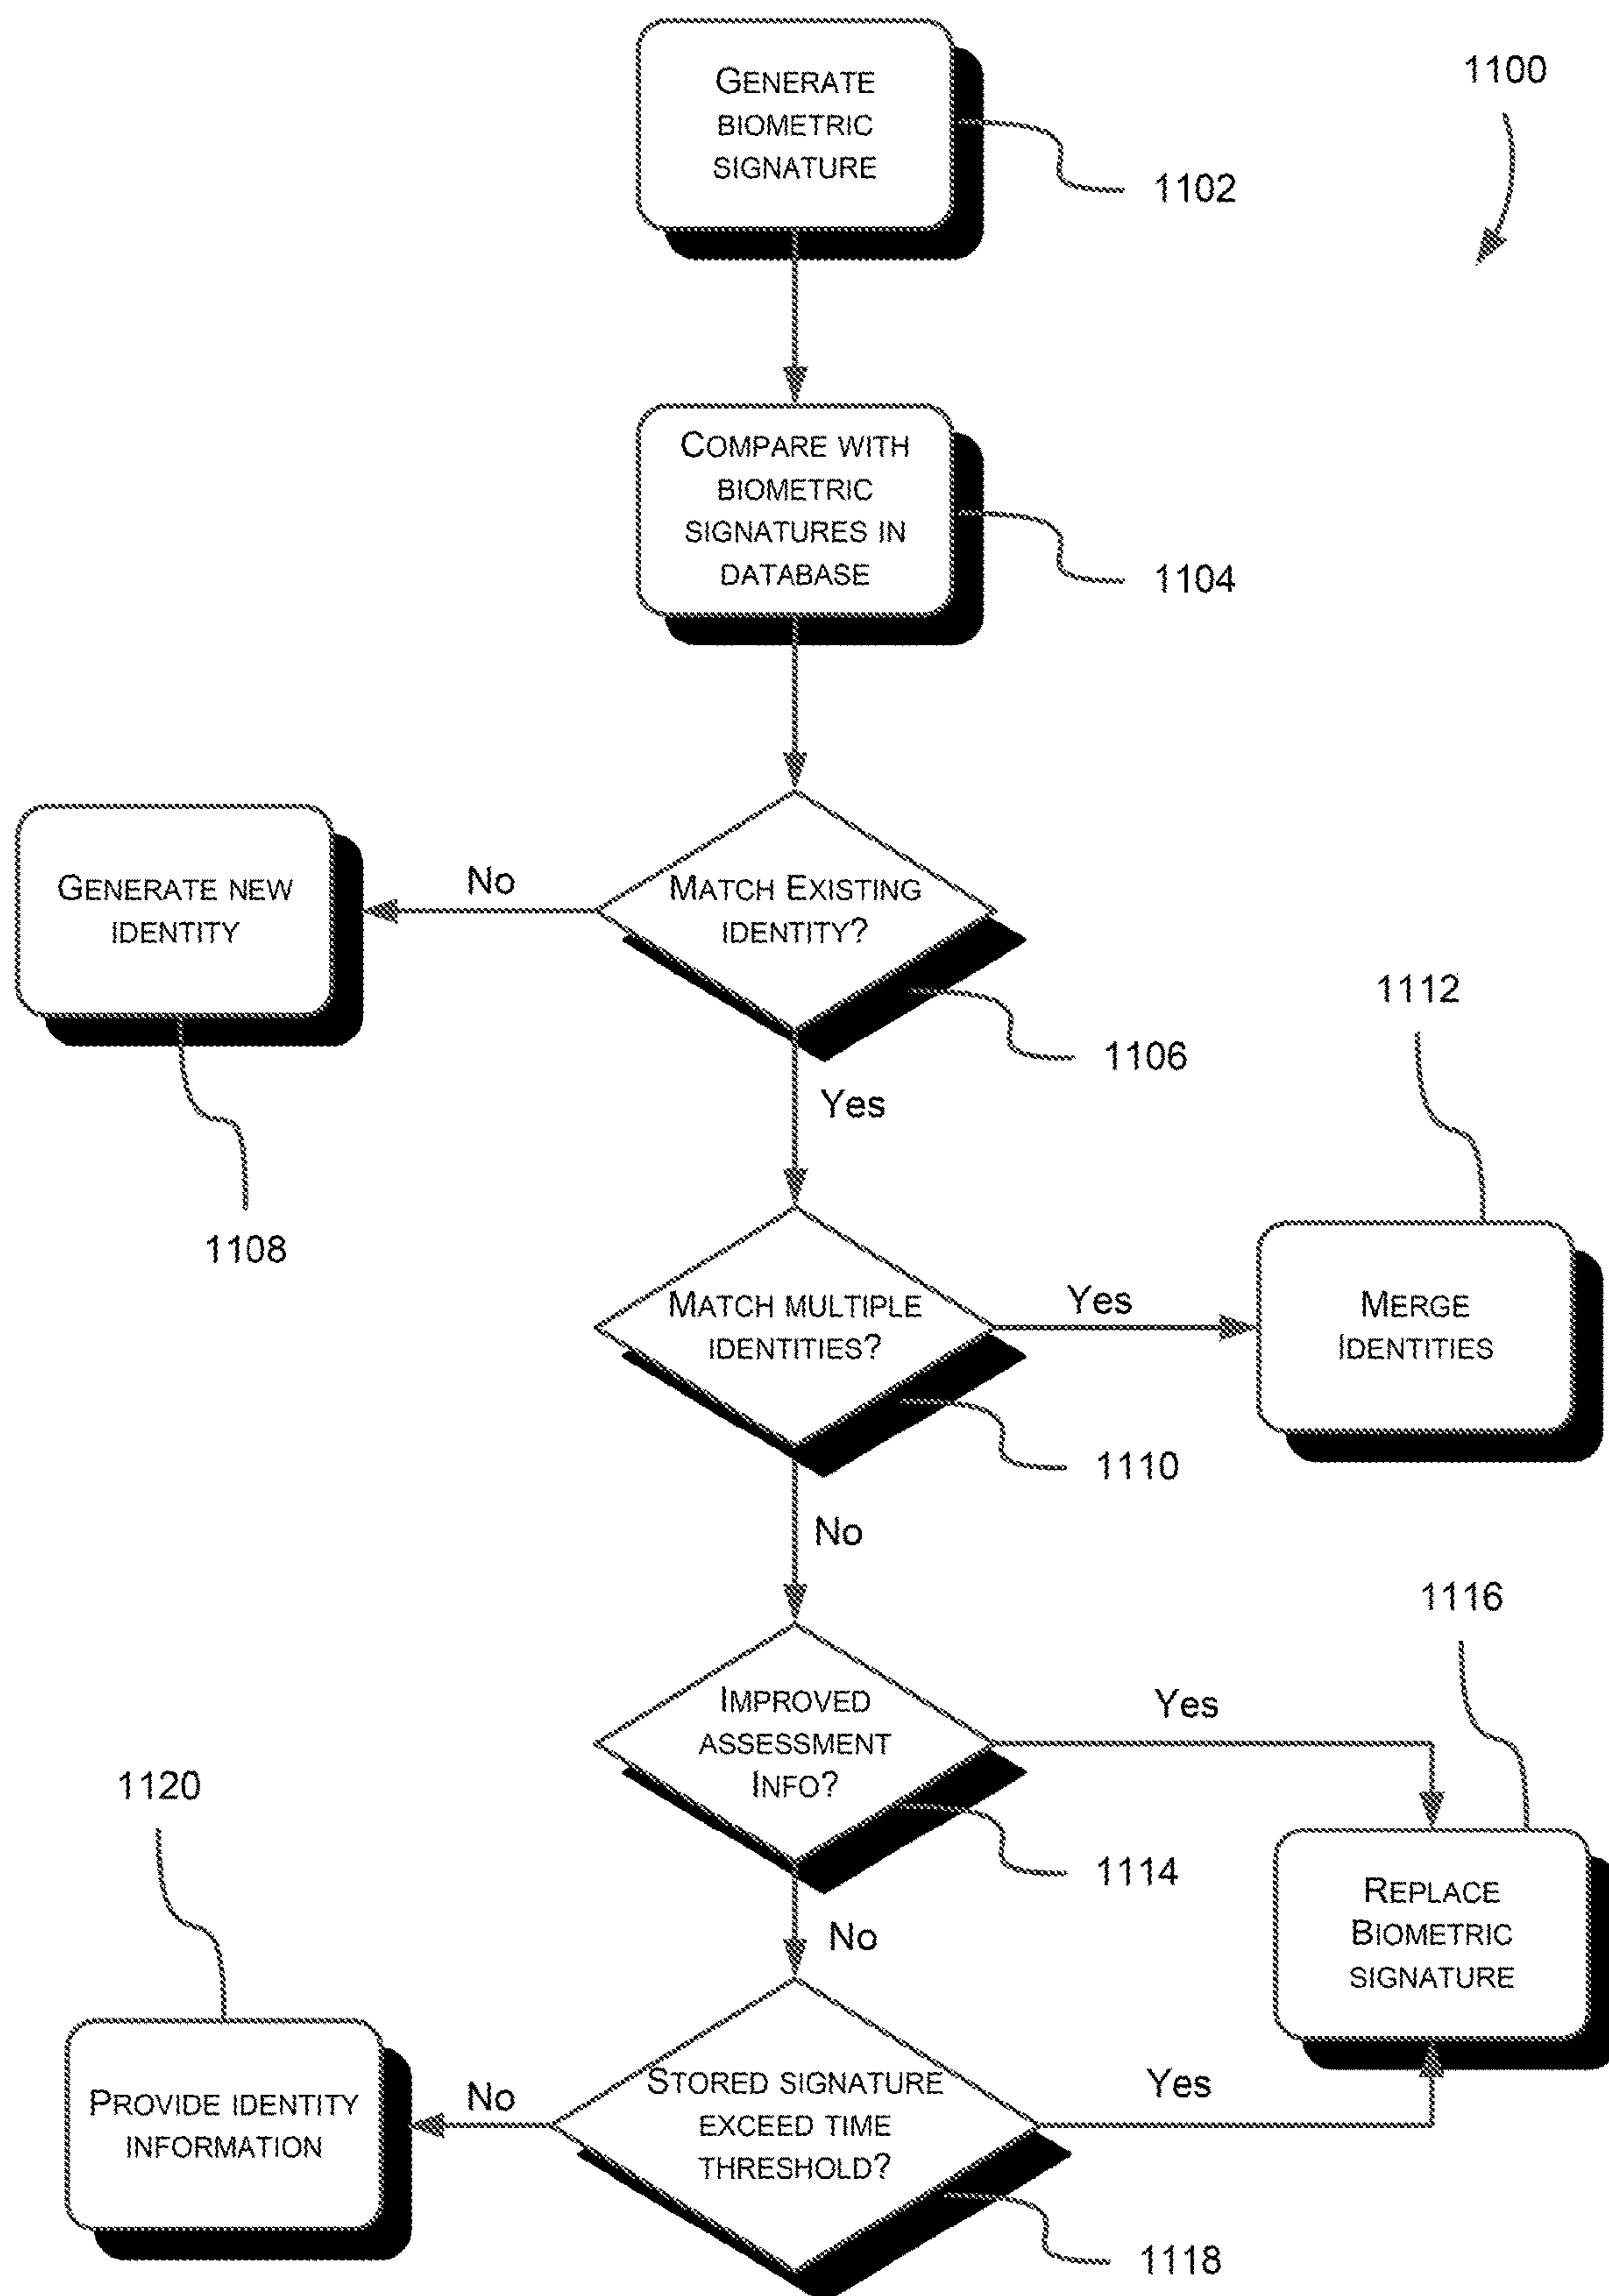 GENERATE
BIOMETRIC
SIGNATURE
1100
1102
COMPARE WITH
BIOMETRIC
SIGNATURES IN
DATABASE
1104
GENERATE NEW
IDENTITY
No
MATCH EXISTING
IDENTITY?
1106
1108
Yes
1112
MATCH MULTIPLE
IDENTITIES?
Yes
MERGE
IDENTITIES
1110
No
1116
IMPROVED
ASSESSMENT
INFO?
Yes
1114
1120
No
REPLACE
BIOMETRIC
SIGNATURE
PROVIDE IDENTITY
INFORMATION
No
STORED SIGNATURE
EXCEED TIME
THRESHOLD?
Yes
1118